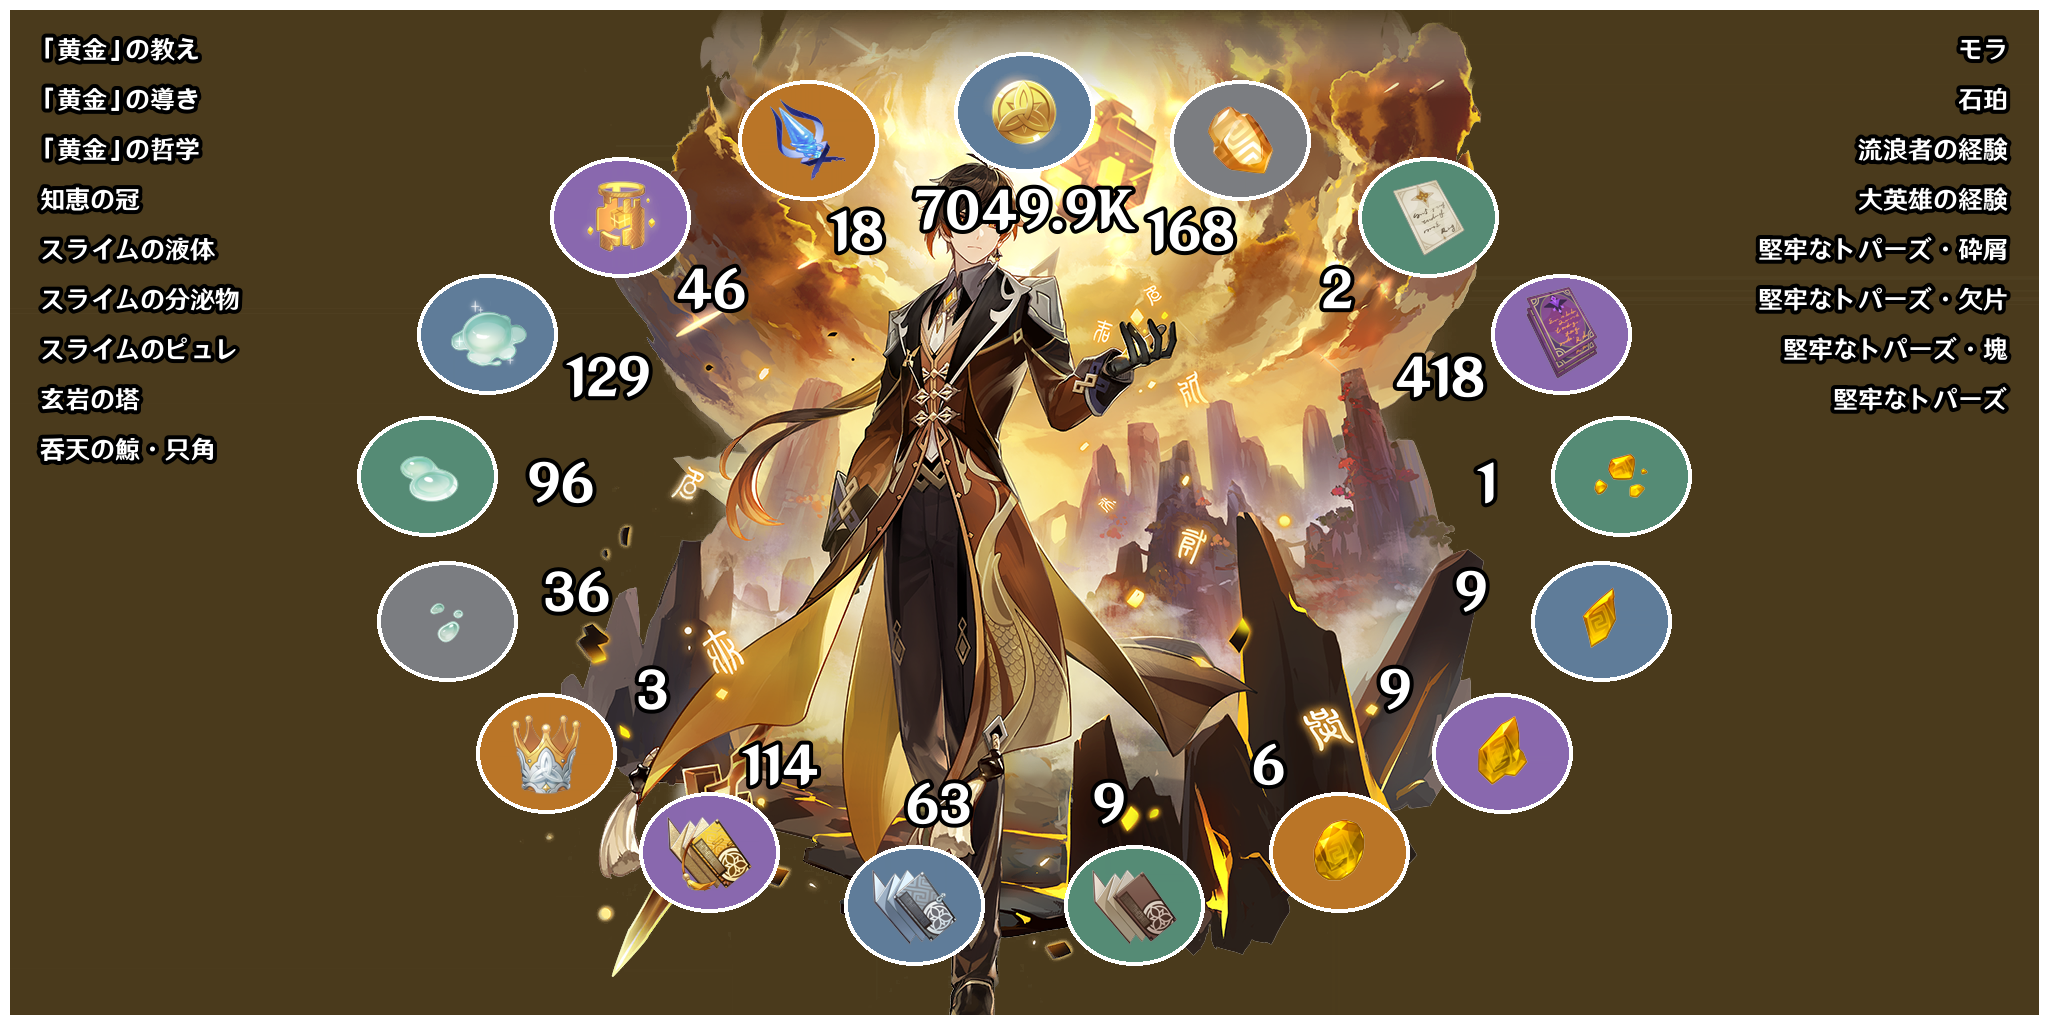 「黄金」の教え
「黄金」の導き
「黄金」の哲学
知恵の冠
スライムの液体
スライムの分泌物
スライムのピュレ
玄岩の塔
呑天の鯨・只角
モラ
石珀
流浪者の経験
大英雄の経験
堅牢なトパーズ・砕屑
堅牢なトパーズ・欠片
堅牢なトパーズ・塊
堅牢なトパーズ
7049.9K
168
2
418
1
9
9
6
9
63
114
3
36
96
129
46
18